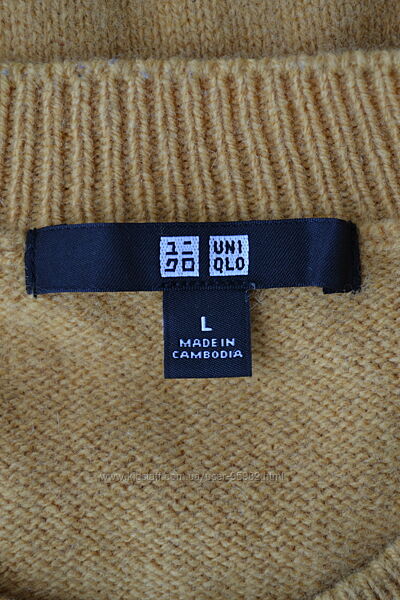 ユニ UNI
クロ QLO
L
MADE IN
CAMBODIA